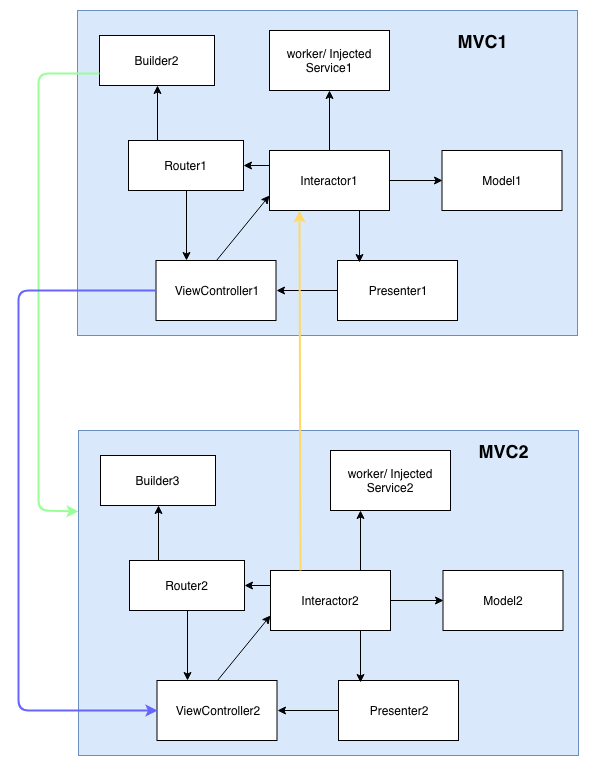 MVC1
Builder2
worker/ Injected
Service1
Router1
Interactor1
Model1
ViewController1
Presenter1
MVC2
Builder3
worker/ Injected
Service2
Router2
Interactor2
Model2
ViewController2
Presenter2